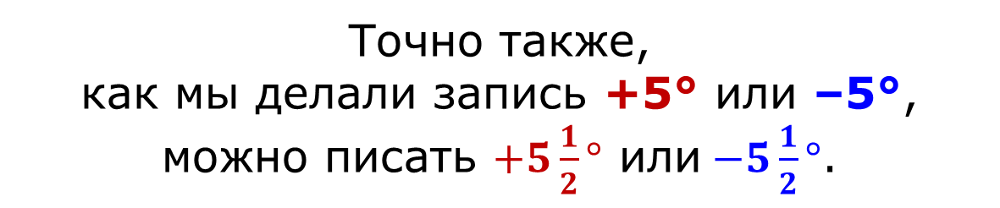 Точно также,
как мы делали запись +5° или –5°,
можно писать +5 1/2° или −5 1/2°.